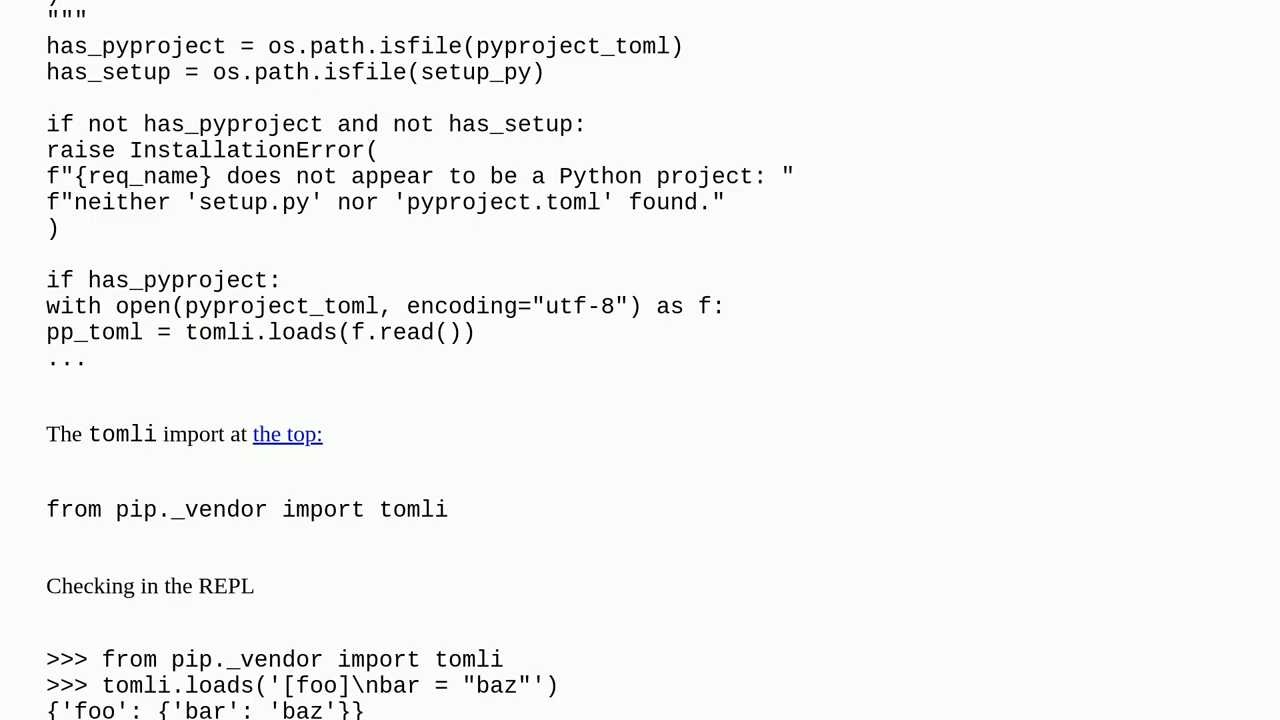 """
has_pyproject = os.path.isfile(pyproject_toml)
has_setup = os.path.isfile(setup_py)
if not has_pyproject and not has_setup:
raise InstallationError(
f"{req_name} does not appear to be a Python project: "
f"neither 'setup.py' nor 'pyproject.toml' found."
)
if has_pyproject:
with open(pyproject_toml, encoding="utf-8") as f:
pp_toml = tomli.loads(f.read())
...
The tomli import at the top:
from pip._vendor import tomli
Checking in the REPL
>>> from pip._vendor import tomli
>>> tomli.loads('[foo]\nbar = "baz"')
{'foo': {'bar': 'baz'}}